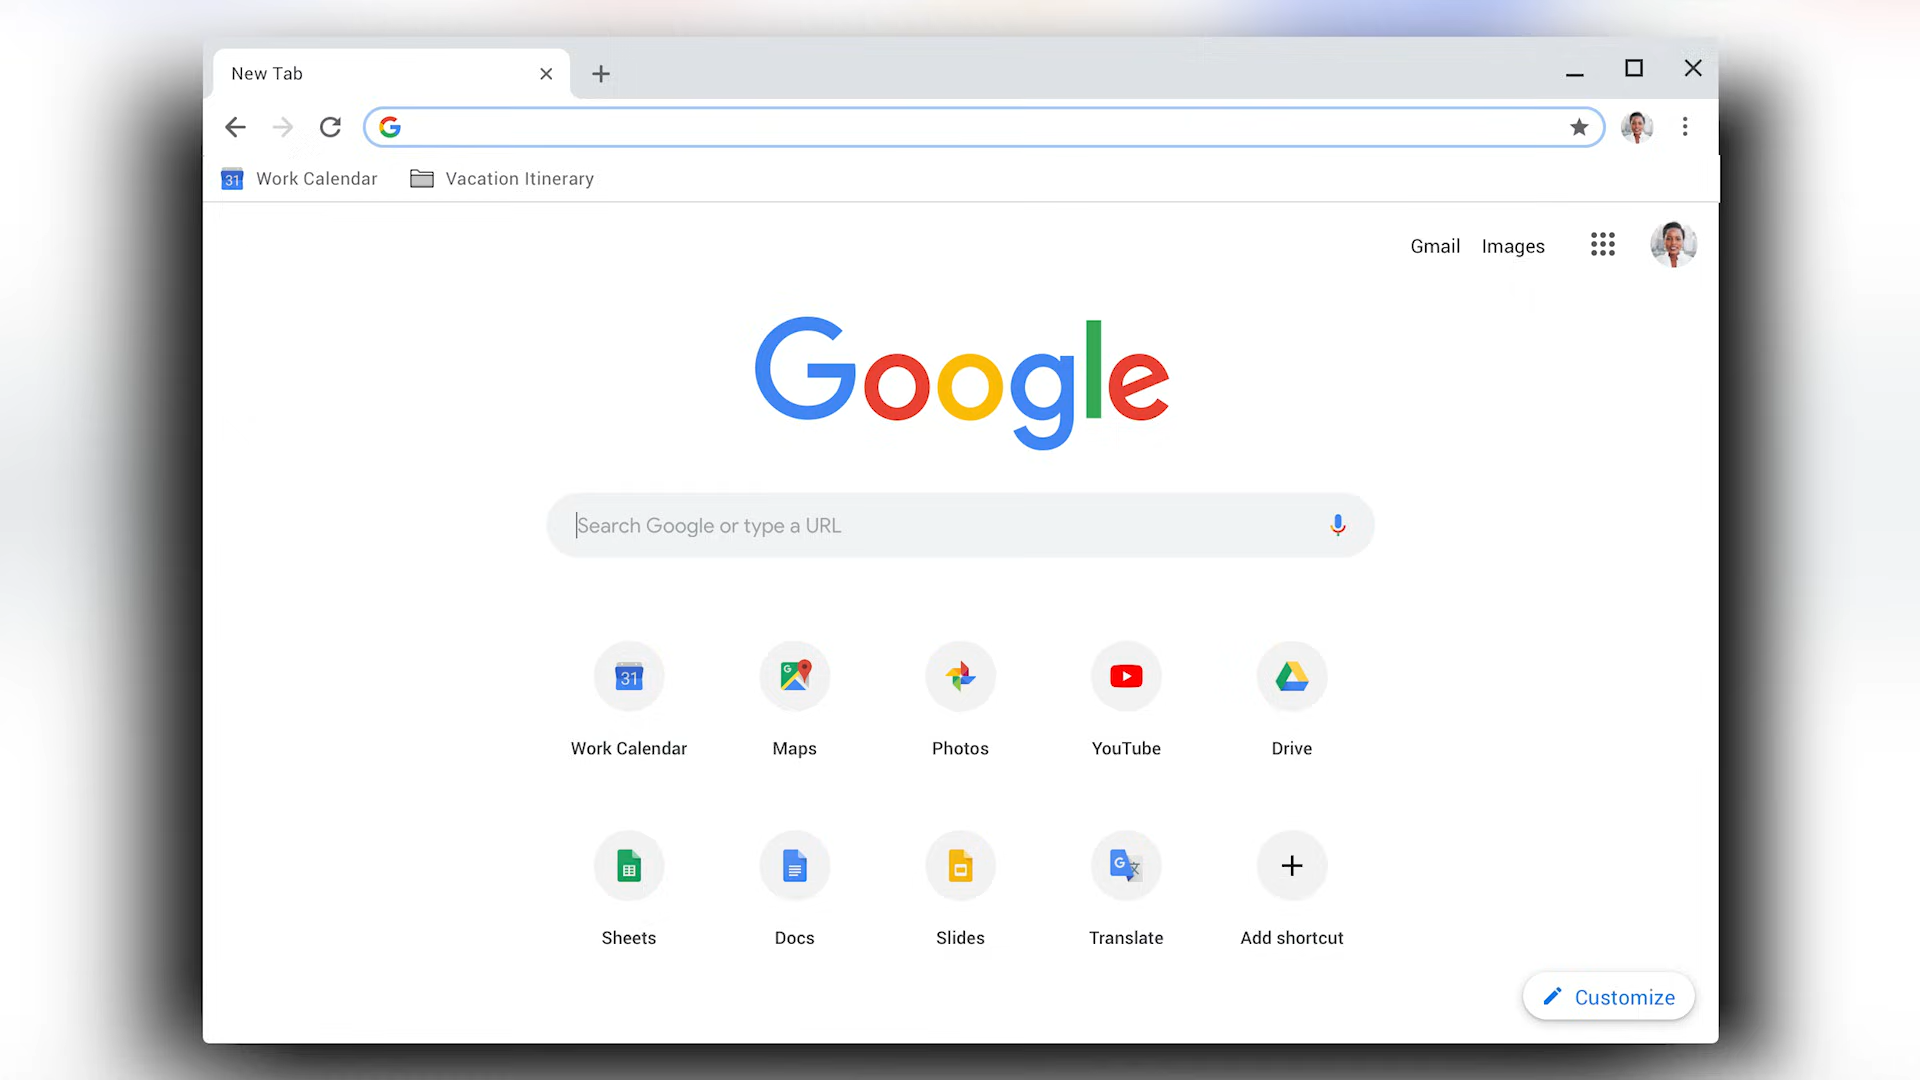 New Tab
Work Calendar Vacation Itinerary
Gmail Images
Google
Search Google or type a URL
31
Work Calendar Maps Photos YouTube Drive
Sheets Docs Slides Translate Add shortcut
Customize